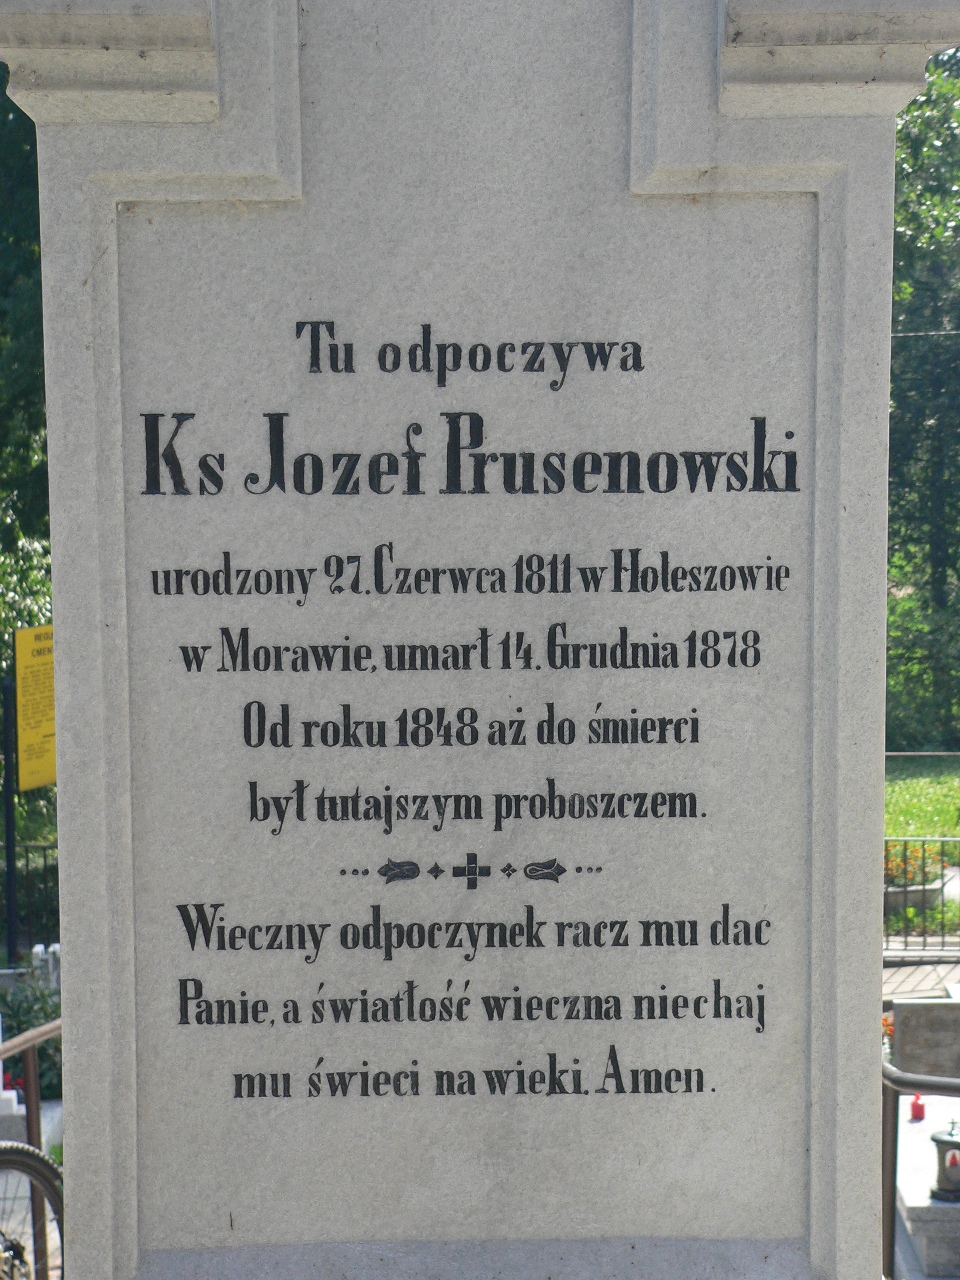 Tu odpoczywa
Ks Jozef Prusenowski
urodzony 27. Czerwca 1811 w Holeszowie
w Morawie, umarł 14. Grudnia 1878
Od roku 1848 aż do śmierci
był tutajszym proboszczem.
Wieczny odpoczynek racz mu dać
Panie, a światłość wieczna niechaj
mu świeci na wieki. Amen.